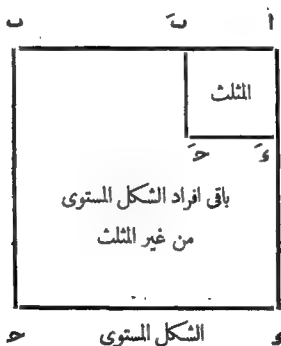 أ بَ ب
المثلث
ءَ حَ
باقى افراد الشكل المستوى
من غير المثلث
ء الشكل المستوى ح